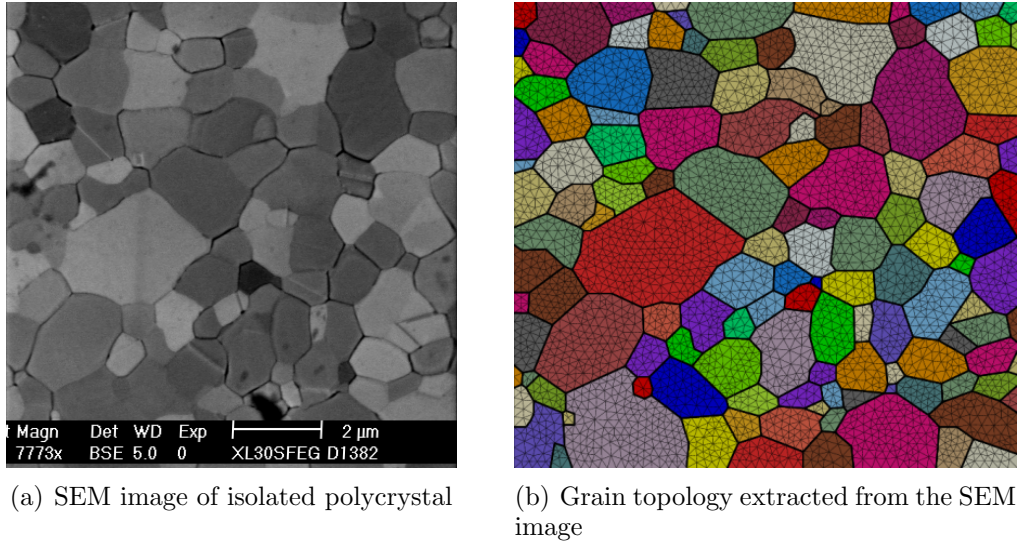 t Magn Det WD Exp 2 µm
7773x BSE 5.0 0 XL30SFEG D1382
(a) SEM image of isolated polycrystal
(b) Grain topology extracted from the SEM
image